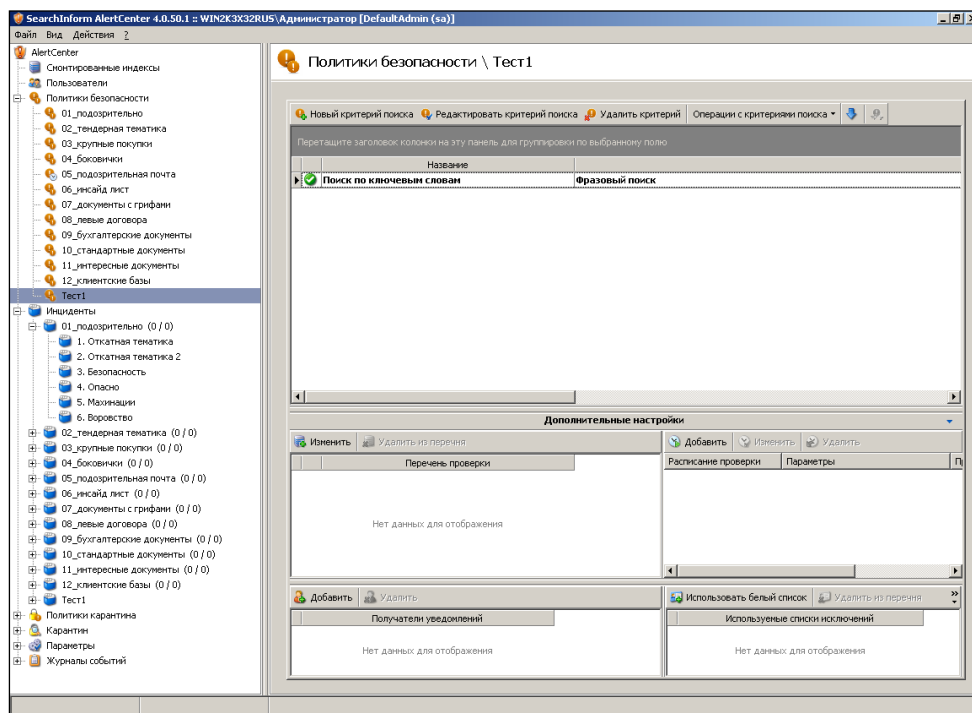 SearchInform AlertCenter 4.0.50.1 :: WIN2K3X32RUS\Администратор [DefaultAdmin (sa)]
Файл Вид Действия ?
AlertCenter
Смонтированные индексы
Пользователи
Политики безопасности
01_подозрительно
02_тендерная тематика
03_крупные покупки
04_боковички
05_подозрительная почта
06_инсайд лист
07_документы с грифами
08_левые договора
09_бухгалтерские документы
10_стандартные документы
11_интересные документы
12_клиентские базы
Тест1
Инциденты
01_подозрительно (0 / 0)
1. Откатная тематика
2. Откатная тематика 2
3. Безопасность
4. Опасно
5. Махинации
6. Воровство
02_тендерная тематика (0 / 0)
03_крупные покупки (0 / 0)
04_боковички (0 / 0)
05_подозрительная почта (0 / 0)
06_инсайд лист (0 / 0)
07_документы с грифами (0 / 0)
08_левые договора (0 / 0)
09_бухгалтерские документы (0 / 0)
10_стандартные документы (0 / 0)
11_интересные документы (0 / 0)
12_клиентские базы (0 / 0)
Тест1
Политики карантина
Карантин
Параметры
Журналы событий
Политики безопасности \ Тест1
Новый критерий поиска Редактировать критерий поиска Удалить критерий Операции с критериями поиска
Перетащите заголовок колонки на эту панель для группировки по выбранному полю
Название
Поиск по ключевым словам Фразовый поиск
Дополнительные настройки
Изменить Удалить из перечня
Перечень проверки
Нет данных для отображения
Добавить Изменить Удалить
Расписание проверки Параметры Пр
Добавить Удалить
Получатели уведомлений
Нет данных для отображения
Использовать белый список Удалить из перечня
Используемые списки исключений
Нет данных для отображения